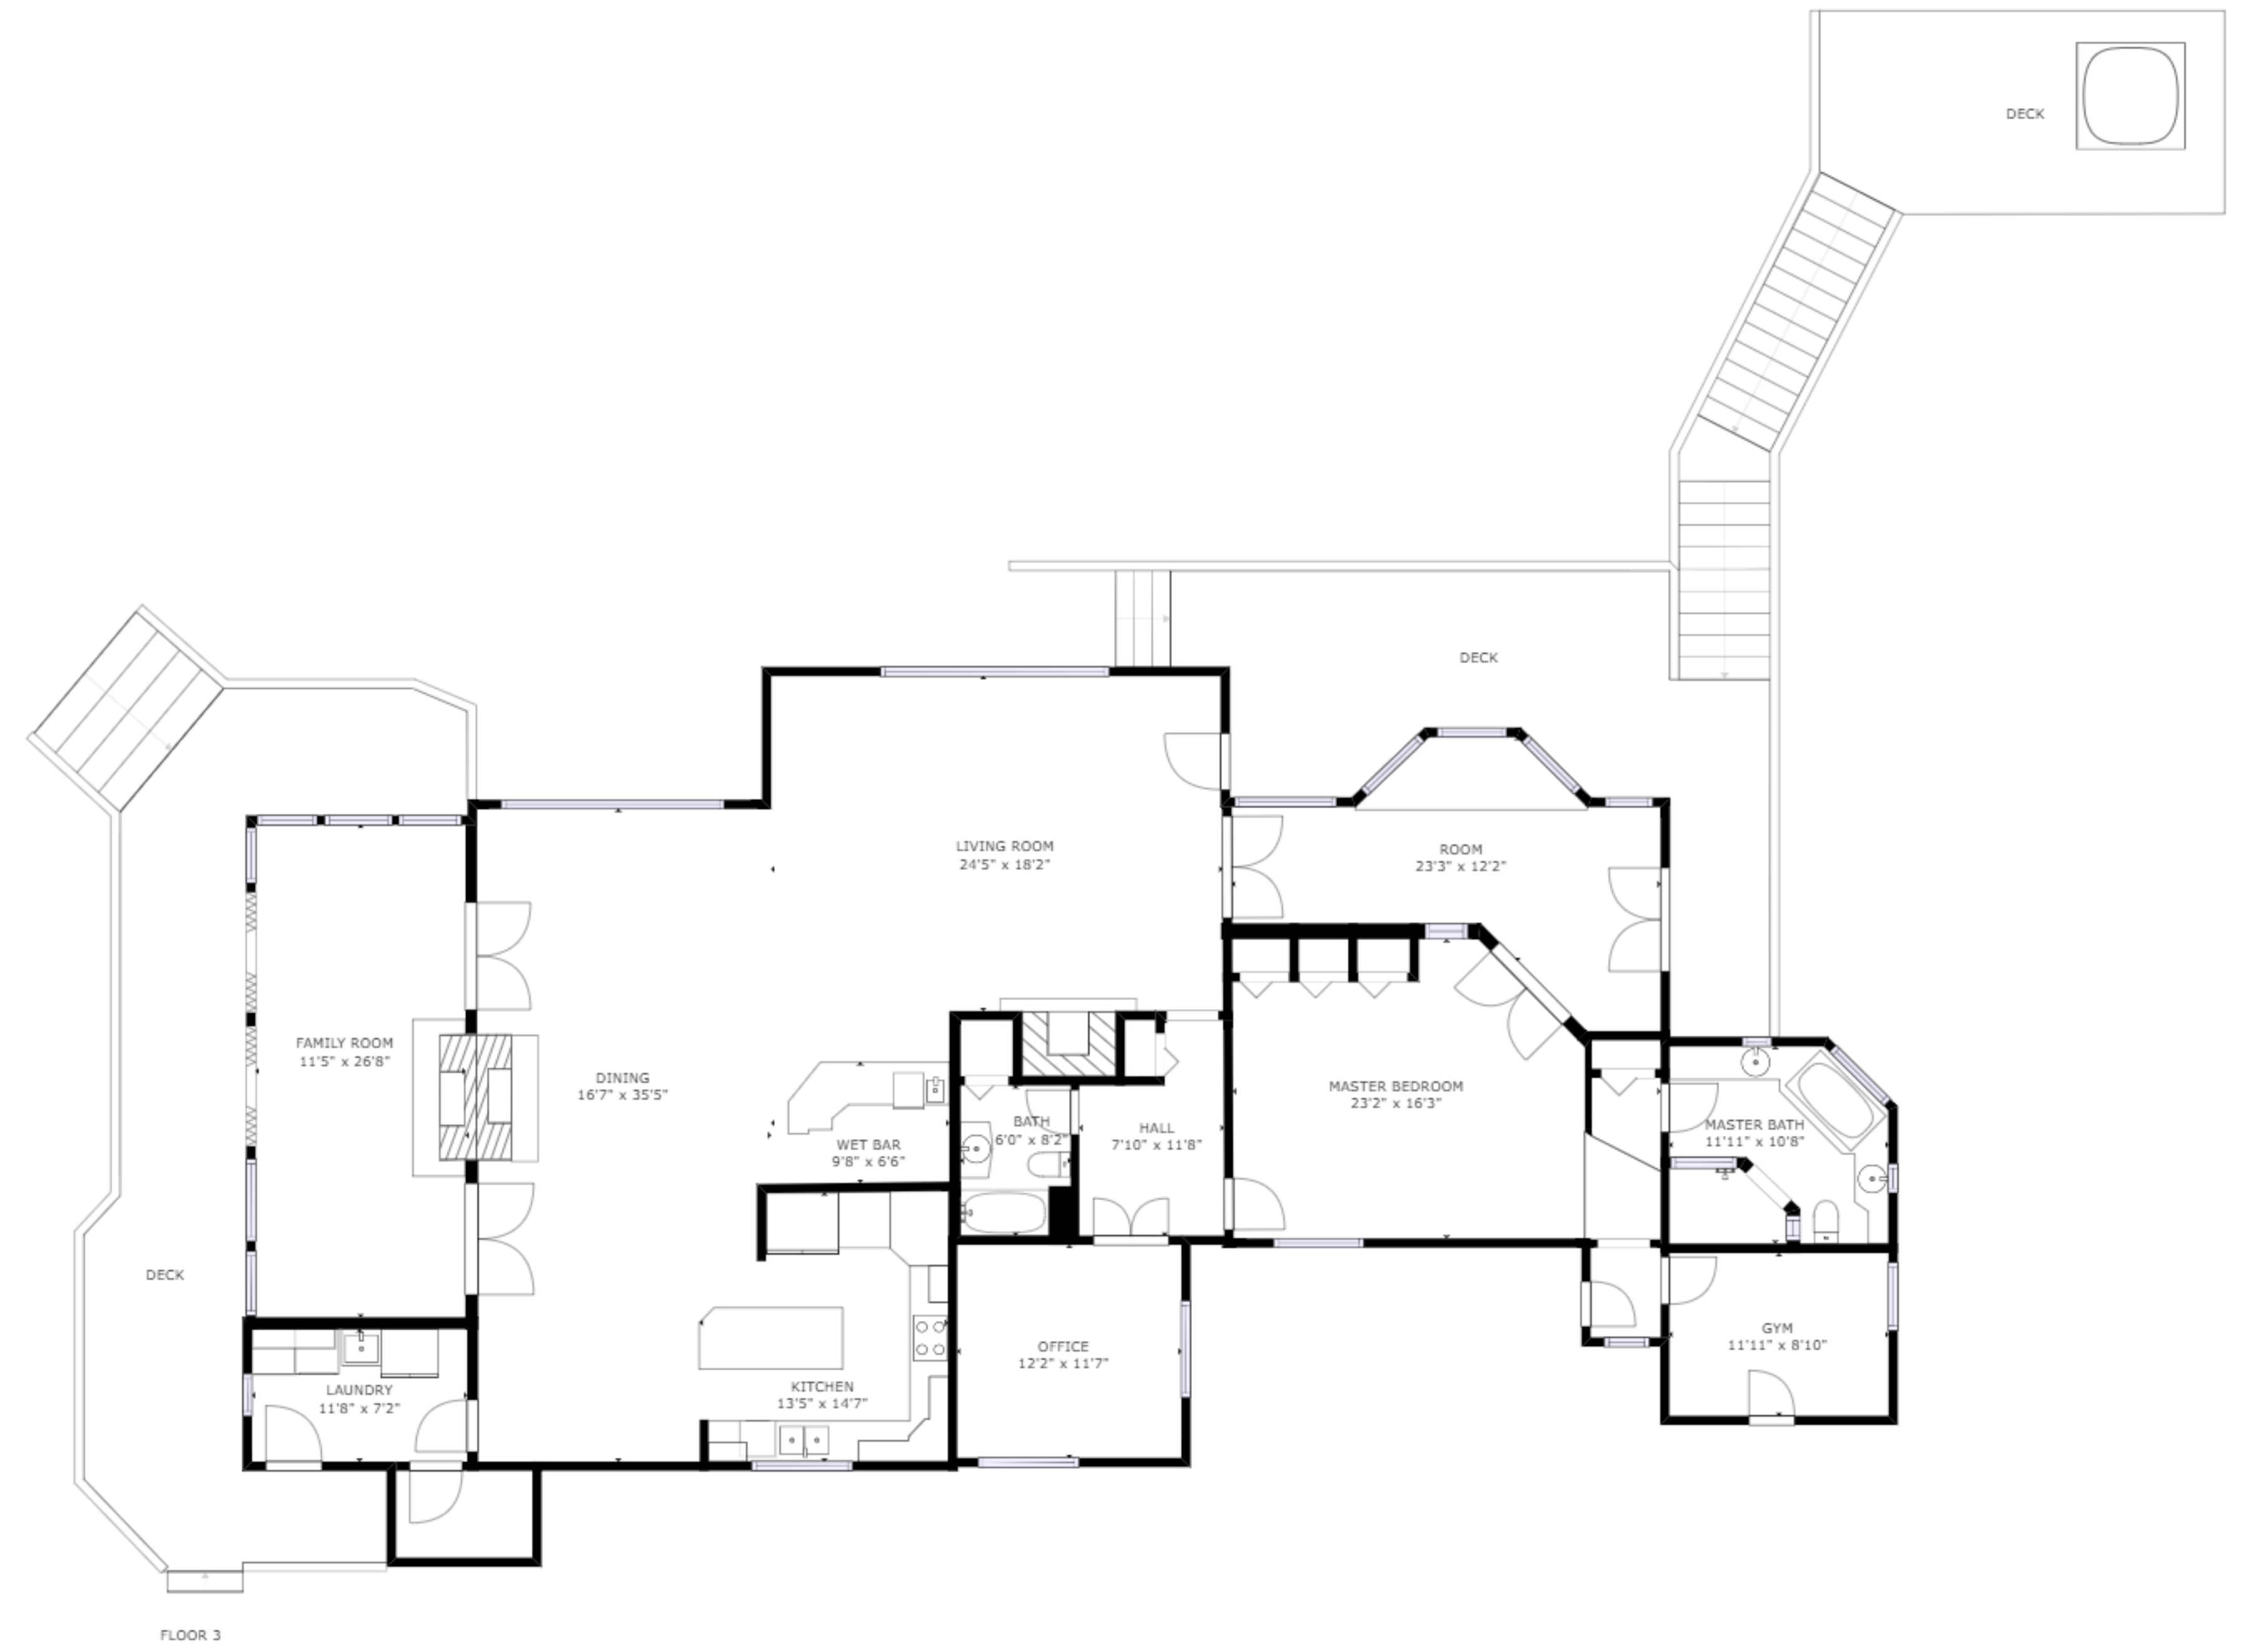 DECK
DECK
LIVING ROOM
24'5" x 18'2"
ROOM
23'3" x 12'2"
FAMILY ROOM
11'5" x 26'8"
DINING
16'7" x 35'5"
MASTER BEDROOM
23'2" x 16'3"
WET BAR
9'8" x 6'6"
BATH
6'0" x 8'2"
HALL
7'10" x 11'8"
MASTER BATH
11'11" x 10'8"
DECK
OFFICE
12'2" x 11'7"
GYM
11'11" x 8'10"
LAUNDRY
11'8" x 7'2"
KITCHEN
13'5" x 14'7"
FLOOR 3